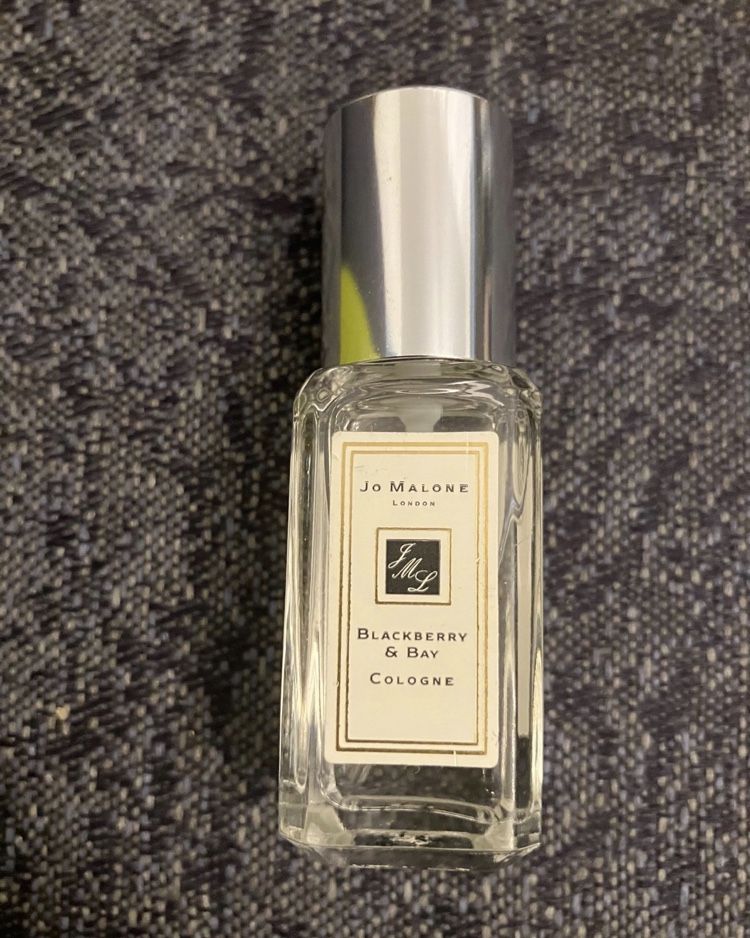 Jo Malone
London
JML
Blackberry
& Bay
Cologne